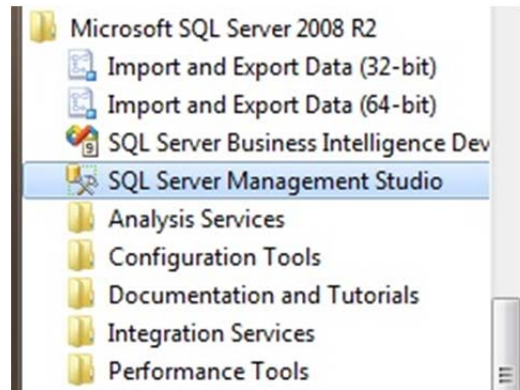 Microsoft SQL Server 2008 R2
Import and Export Data (32-bit)
Import and Export Data (64-bit)
SQL Server Business Intelligence Dev
SQL Server Management Studio
Analysis Services
Configuration Tools
Documentation and Tutorials
Integration Services
Performance Tools